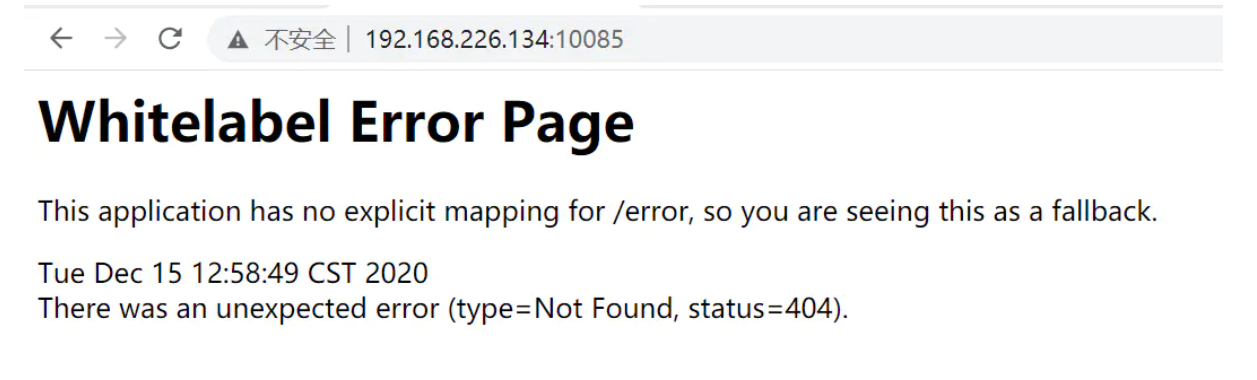 不安全 192.168.226.134:10085
Whitelabel Error Page
This application has no explicit mapping for /error, so you are seeing this as a fallback.
Tue Dec 15 12:58:49 CST 2020
There was an unexpected error (type=Not Found, status=404).